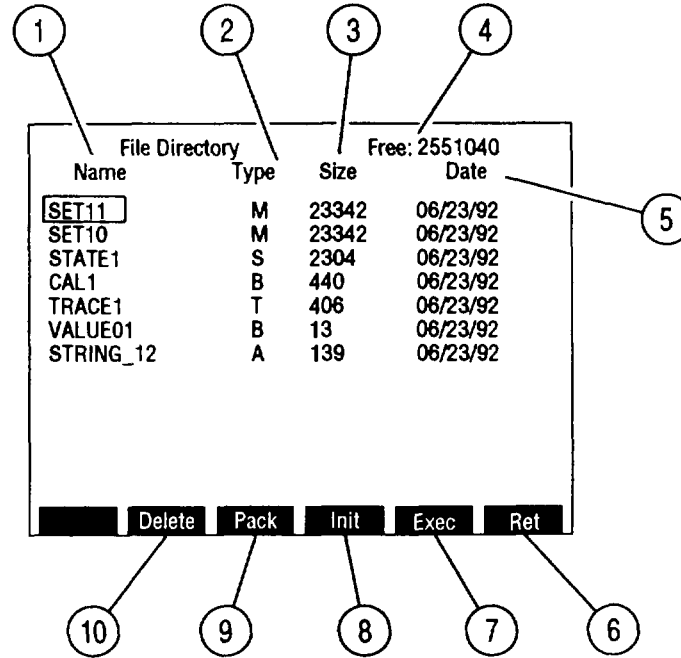 1 2 3 4
File Directory Free: 2551040
Name Type Size Date
5
SET11 M 23342 06/23/92
SET10 M 23342 06/23/92
STATE1 S 2304 06/23/92
CAL1 B 440 06/23/92
TRACE1 T 406 06/23/92
VALUE01 B 13 06/23/92
STRING_12 A 139 06/23/92
Delete Pack Init Exec Ret
10 9 8 7 6